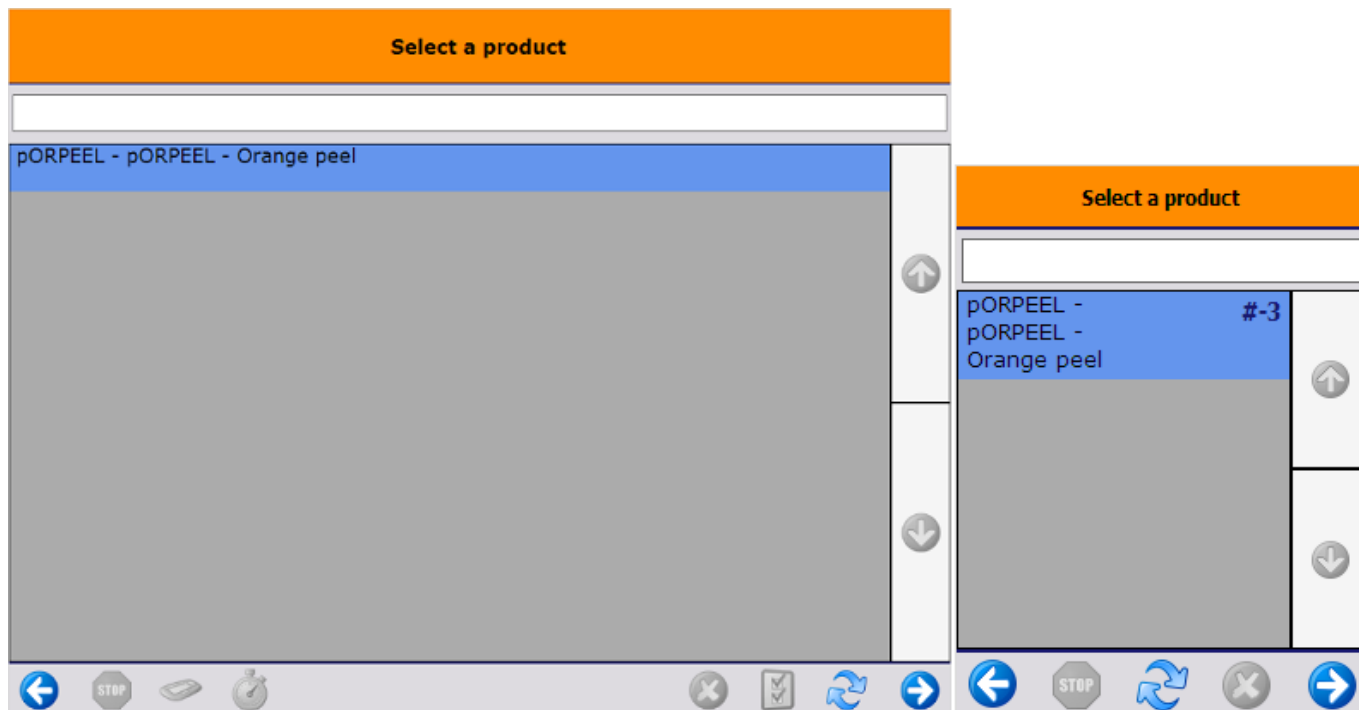 Select a product
pORPEEL - pORPEEL - Orange peel
STOP
Select a product
pORPEEL -
#-3
pORPEEL -
Orange peel
STOP